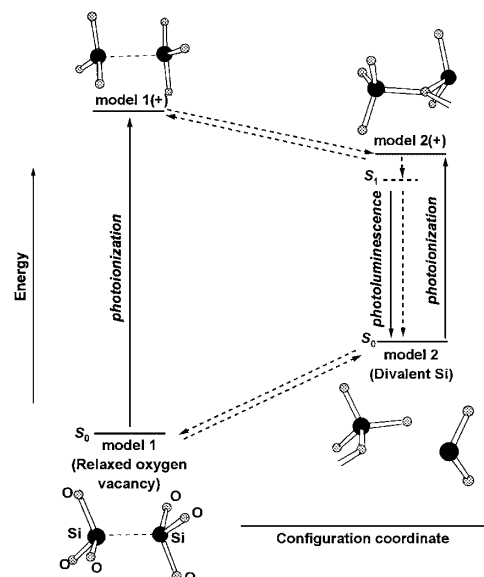 model 1(+)
model 2(+)
S1
Energy
photoionization
photoluminescence
photoionization
S0
model 2
(Divalent Si)
S0
model 1
(Relaxed oxygen
vacancy)
O
O
Si
Si
O
O
O
O
Configuration coordinate